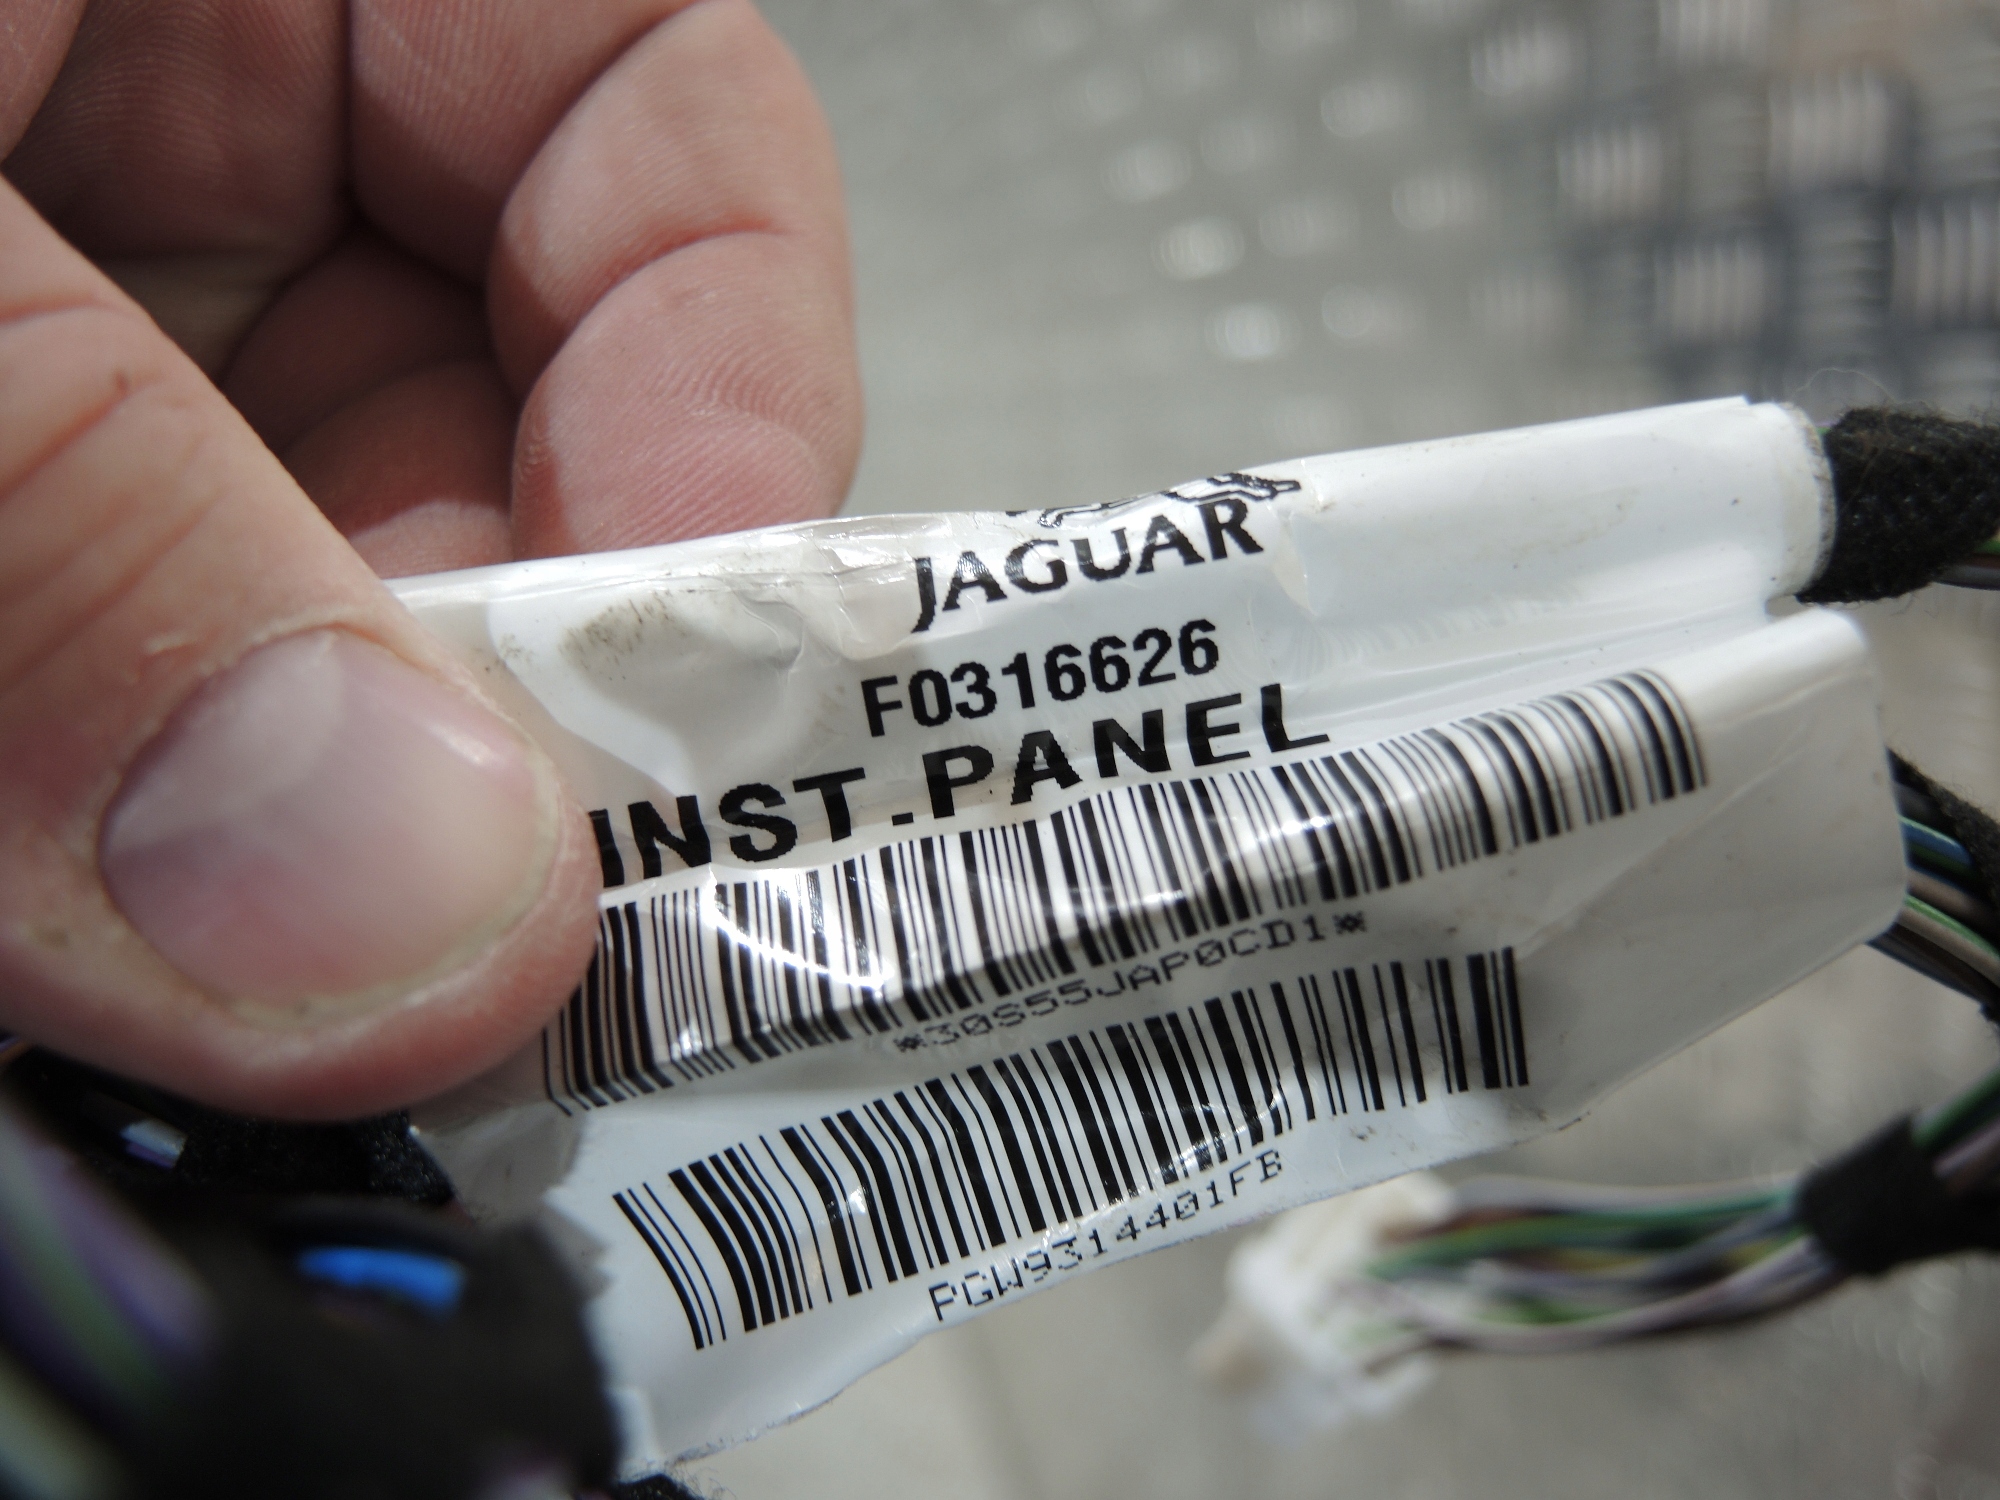 JAGUAR
F0316626
INST.PANEL
*30S55JAP0CD1*
PGW9314401FB